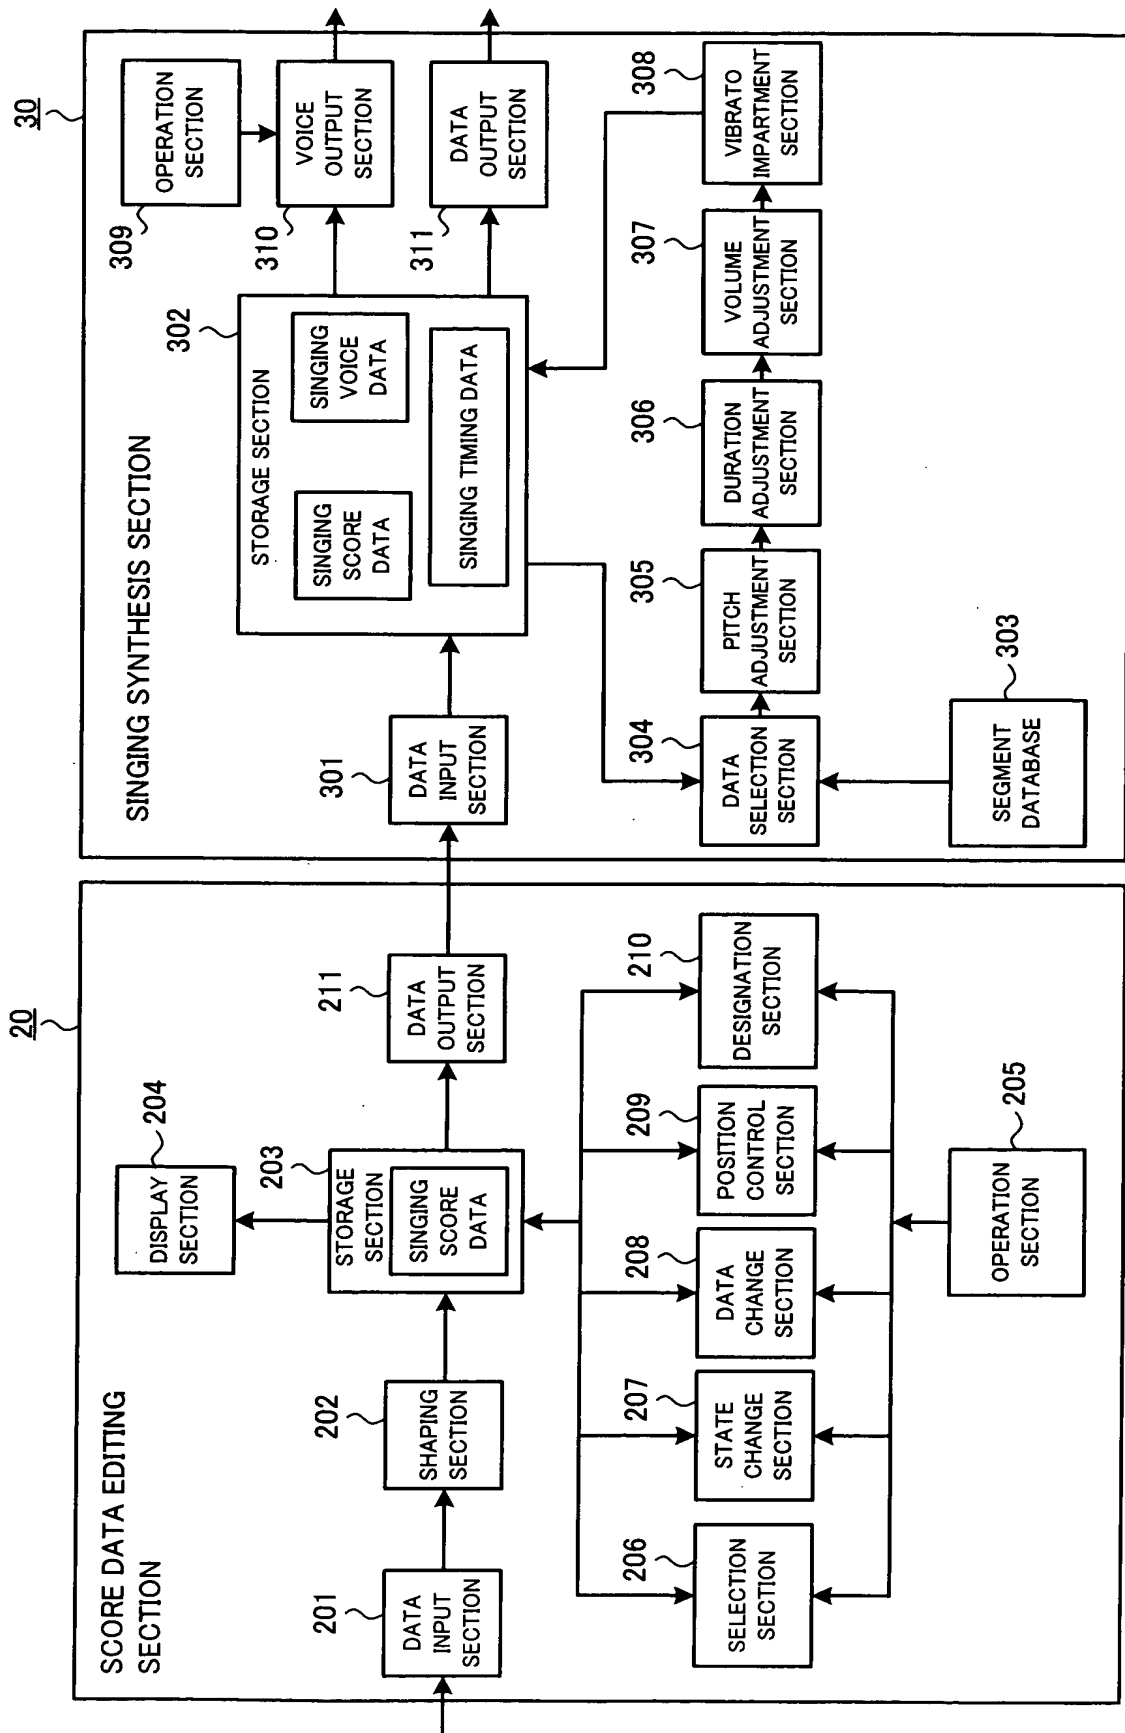 20
SCORE DATA EDITING
SECTION
201
DATA
INPUT
SECTION
202
SHAPING
SECTION
203
STORAGE
SECTION
SINGING
SCORE
DATA
204
DISPLAY
SECTION
211
DATA
OUTPUT
SECTION
206
SELECTION
SECTION
207
STATE
CHANGE
SECTION
208
DATA
CHANGE
SECTION
209
POSITION
CONTROL
SECTION
210
DESIGNATION
SECTION
205
OPERATION
SECTION
30
SINGING SYNTHESIS SECTION
301
DATA
INPUT
SECTION
302
STORAGE SECTION
SINGING
SCORE
DATA
SINGING
VOICE
DATA
SINGING TIMING DATA
309
OPERATION
SECTION
310
VOICE
OUTPUT
SECTION
311
DATA
OUTPUT
SECTION
304
DATA
SELECTION
SECTION
305
PITCH
ADJUSTMENT
SECTION
306
DURATION
ADJUSTMENT
SECTION
307
VOLUME
ADJUSTMENT
SECTION
308
VIBRATO
IMPARTMENT
SECTION
303
SEGMENT
DATABASE